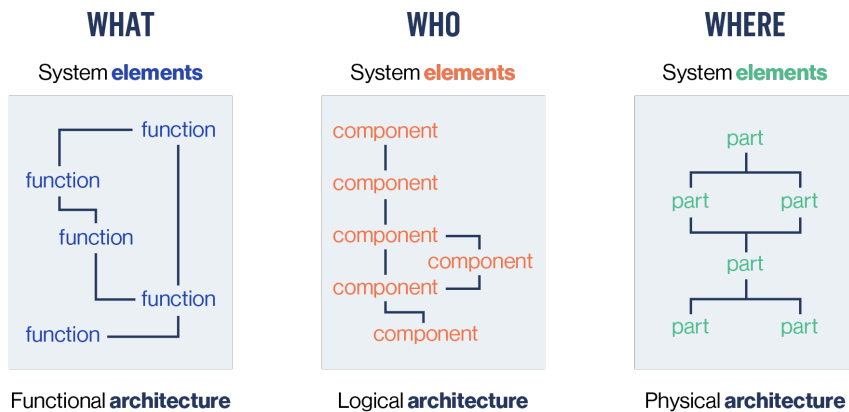 WHAT
System elements
function
function
function
function
function
Functional architecture
WHO
System elements
component
component
component
component
component
component
Logical architecture
WHERE
System elements
part
part part
part
part part
Physical architecture